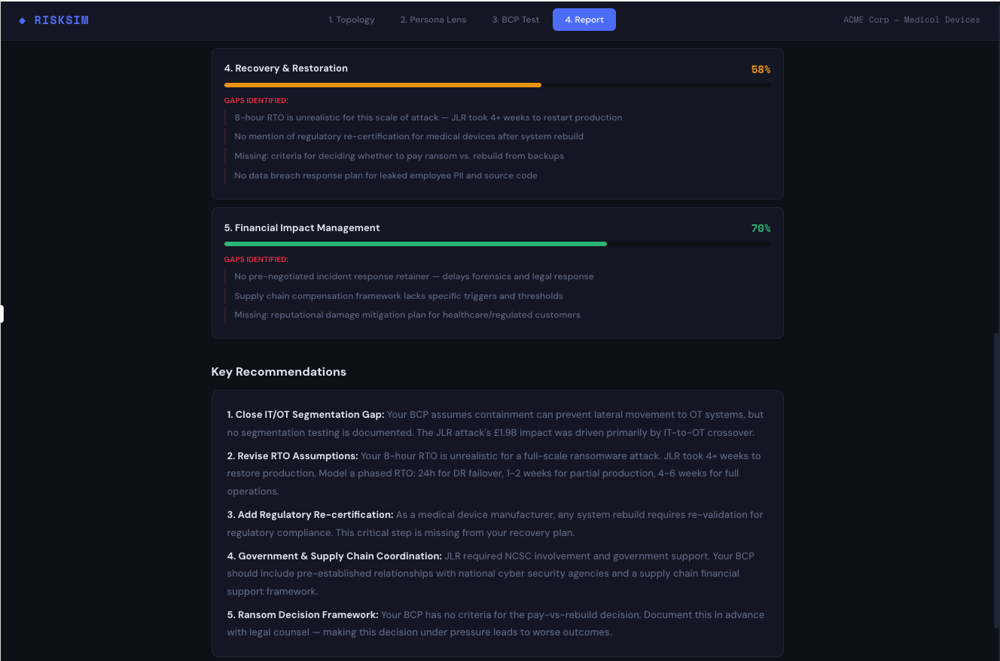 ◆ RISKSIM
1. Topology
2. Persona Lens
3. BCP Test
4. Report
ACME Corp — Medical Devices
4. Recovery & Restoration
58%
GAPS IDENTIFIED:
8-hour RTO is unrealistic for this scale of attack — JLR took 4+ weeks to restart production
No mention of regulatory re-certification for medical devices after system rebuild
Missing: criteria for deciding whether to pay ransom vs. rebuild from backups
No data breach response plan for leaked employee PII and source code
5. Financial Impact Management
70%
GAPS IDENTIFIED:
No pre-negotiated incident response retainer — delays forensics and legal response
Supply chain compensation framework lacks specific triggers and thresholds
Missing: reputational damage mitigation plan for healthcare/regulated customers
Key Recommendations
1. Close IT/OT Segmentation Gap: Your BCP assumes containment can prevent lateral movement to OT systems, but
no segmentation testing is documented. The JLR attack's £1.9B impact was driven primarily by IT-to-OT crossover.
2. Revise RTO Assumptions: Your 8-hour RTO is unrealistic for a full-scale ransomware attack. JLR took 4+ weeks to
restore production. Model a phased RTO: 24h for DR failover, 1-2 weeks for partial production, 4-6 weeks for full
operations.
3. Add Regulatory Re-certification: As a medical device manufacturer, any system rebuild requires re-validation for
regulatory compliance. This critical step is missing from your recovery plan.
4. Government & Supply Chain Coordination: JLR required NCSC involvement and government support. Your BCP
should include pre-established relationships with national cyber security agencies and a supply chain financial
support framework.
5. Ransom Decision Framework: Your BCP has no criteria for the pay-vs-rebuild decision. Document this in advance
with legal counsel — making this decision under pressure leads to worse outcomes.